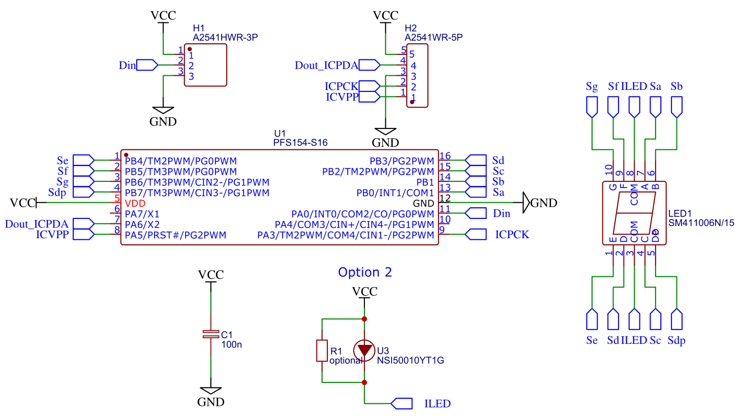 VCC
H1
A2541HWR-3P
Din
1 1
2 2
3 3
GND
VCC
H2
A2541WR-5P
Dout_ICPDA
ICPCK
ICVPP
5 5
4 4
3 3
2 2
1 1
GND
U1
PFS154-S16
Se 1 PB4/TM2PWM/PG0PWM
Sf 2 PB5/TM3PWM/PG0PWM
Sg 3 PB6/TM3PWM/CIN2-/PG1PWM
Sdp 4 PB7/TM3PWM/CIN3-/PG1PWM
VCC 5 VDD
6 PA7/X1
Dout_ICPDA 7 PA6/X2
ICVPP 8 PA5/PRST#/PG2PWM
PB3/PG2PWM 16 Sd
PB2/TM2PWM/PG2PWM 15 Sc
PB1 14 Sb
PB0/INT1/COM1 13 Sa
GND 12 GND
PA0/INT0/COM2/CO/PG0PWM 11 Din
PA4/COM3/CIN+/CIN4-/PG1PWM 10
PA3/TM2PWM/COM4/CIN1-/PG2PWM 9 ICPCK
Sg Sf ILED Sa Sb
10 9 8 7 6
G F COM A B
LED1
SM411006N/15
E D COM C DP
1 2 3 4 5
Se Sd ILED Sc Sdp
VCC
C1
100n
GND
Option 2
VCC
R1
optional
U3
NSI50010YT1G
ILED